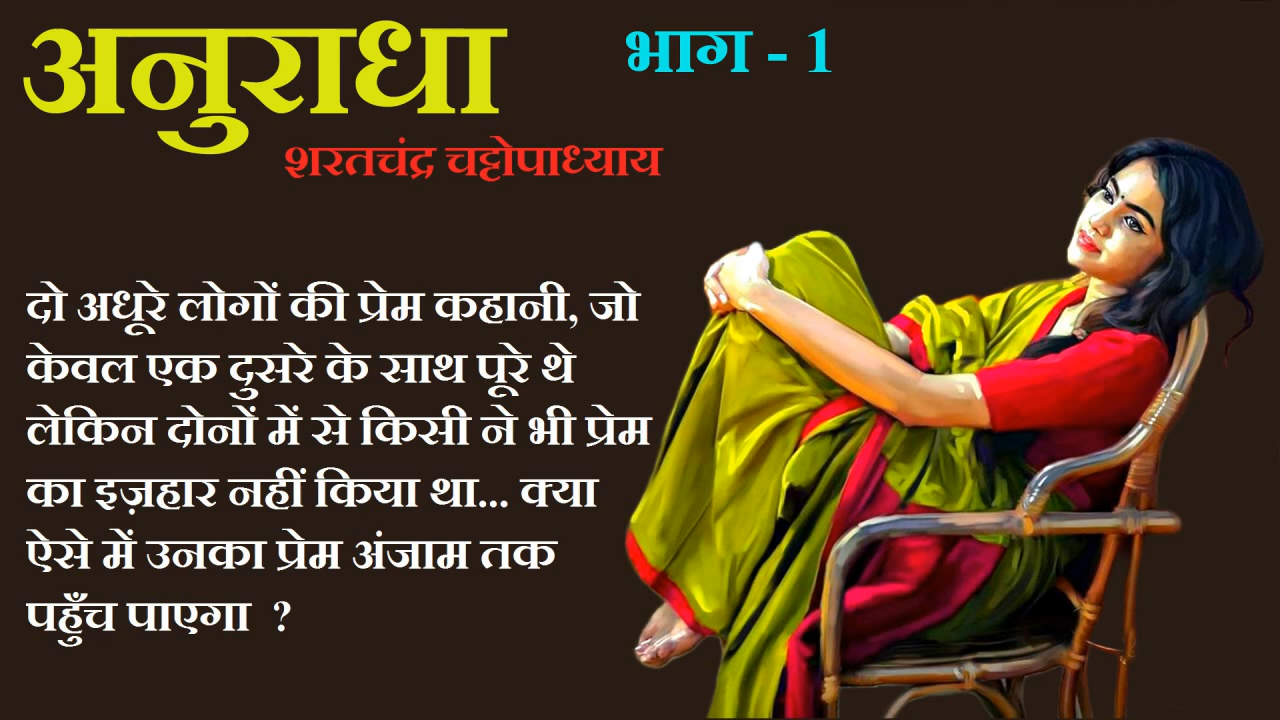 अनुराधा
भाग - 1
शरतचंद्र चट्टोपाध्याय
दो अधूरे लोगों की प्रेम कहानी, जो
केवल एक दुसरे के साथ पूरे थे
लेकिन दोनों में से किसी ने भी प्रेम
का इज़हार नहीं किया था... क्या
ऐसे में उनका प्रेम अंजाम तक
पहुँच पाएगा ?